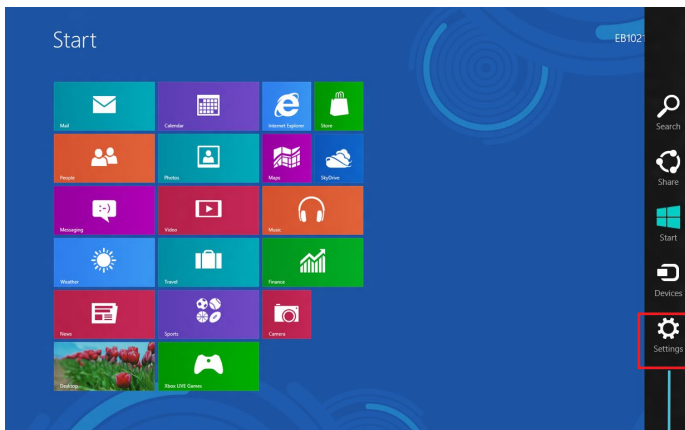 Start
EB1021
Mail
Calendar
Internet Explorer
Store
People
Photos
Maps
SkyDrive
Messaging
:-)
Video
Music
Weather
Travel
Finance
News
Sports
Camera
Desktop
Xbox LIVE Games
Search
Share
Start
Devices
Settings